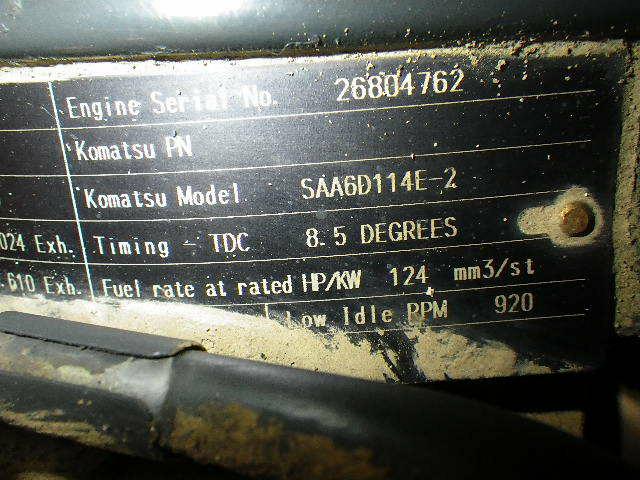 Engine Serial No. 26804762
Komatsu PN
Komatsu Model SAA6D114E-2
024 Exh. Timing - TDC 8.5 DEGREES
.610 Exh. Fuel rate at rated HP/KW 124 mm3/st
Low Idle RPM 920